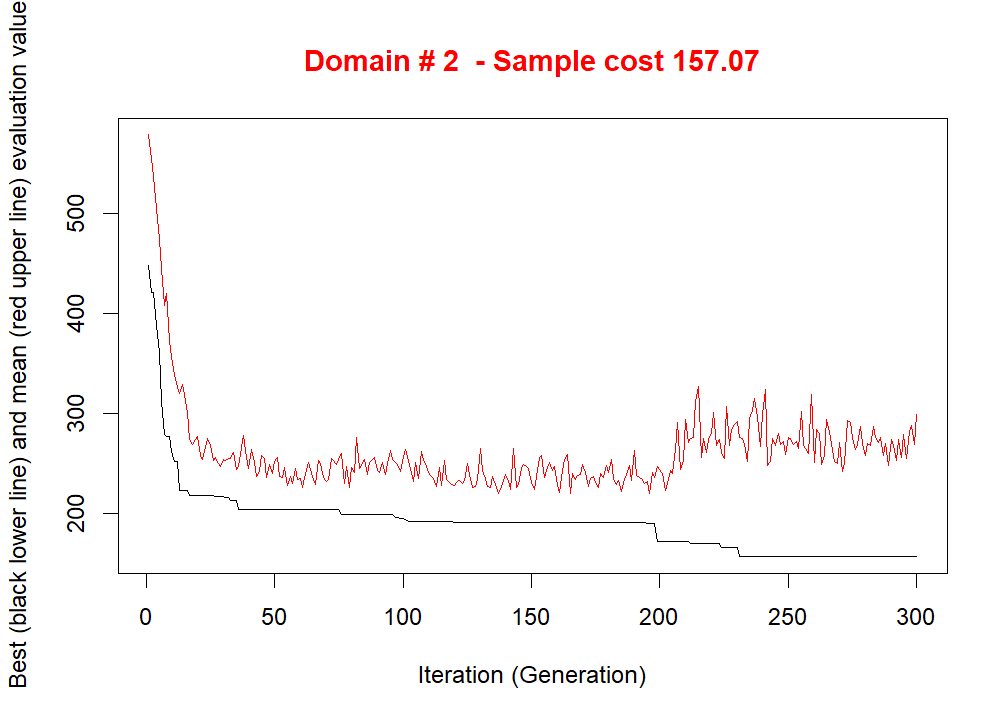 Domain # 2 - Sample cost 157.07
Best (black lower line) and mean (red upper line) evaluation value
500
400
300
200
0 50 100 150 200 250 300
Iteration (Generation)